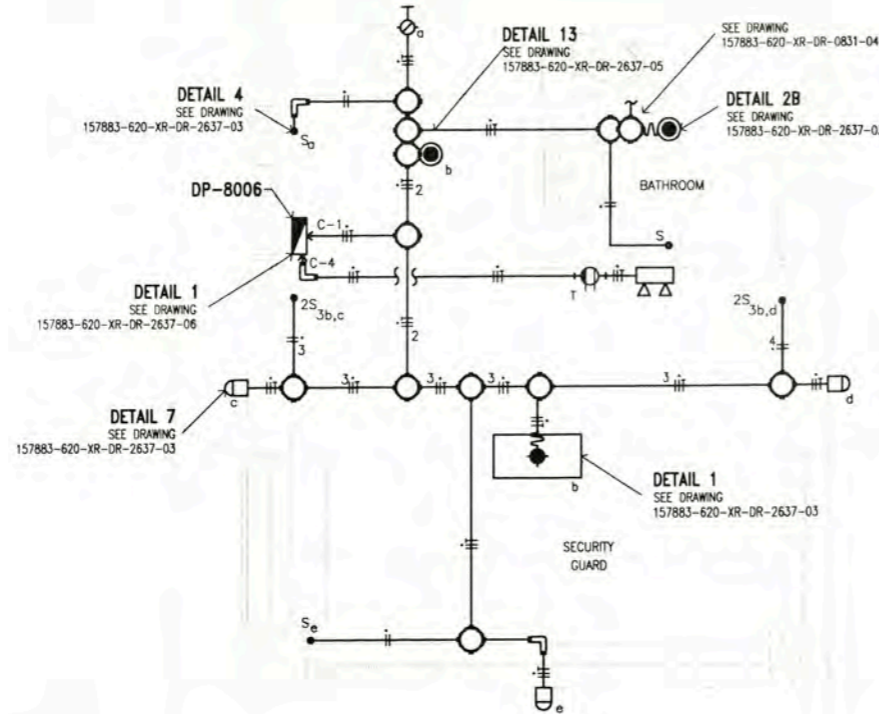 a
DETAIL 13
SEE DRAWING
157883-620-XR-DR-2637-05
SEE DRAWING
157883-620-XR-DR-0831-04
DETAIL 4
SEE DRAWING
157883-620-XR-DR-2637-03
Sa
DETAIL 2B
SEE DRAWING
b
BATHROOM
2
DP-8006
C-1
S
C-4
T
DETAIL 1
SEE DRAWING
157883-620-XR-DR-2637-06
2S3b,c
2S3b,d
2
3
4
3
3
3
3
c
d
DETAIL 7
SEE DRAWING
157883-620-XR-DR-2637-03
DETAIL 1
SEE DRAWING
157883-620-XR-DR-2637-03
b
SECURITY
GUARD
Se
e